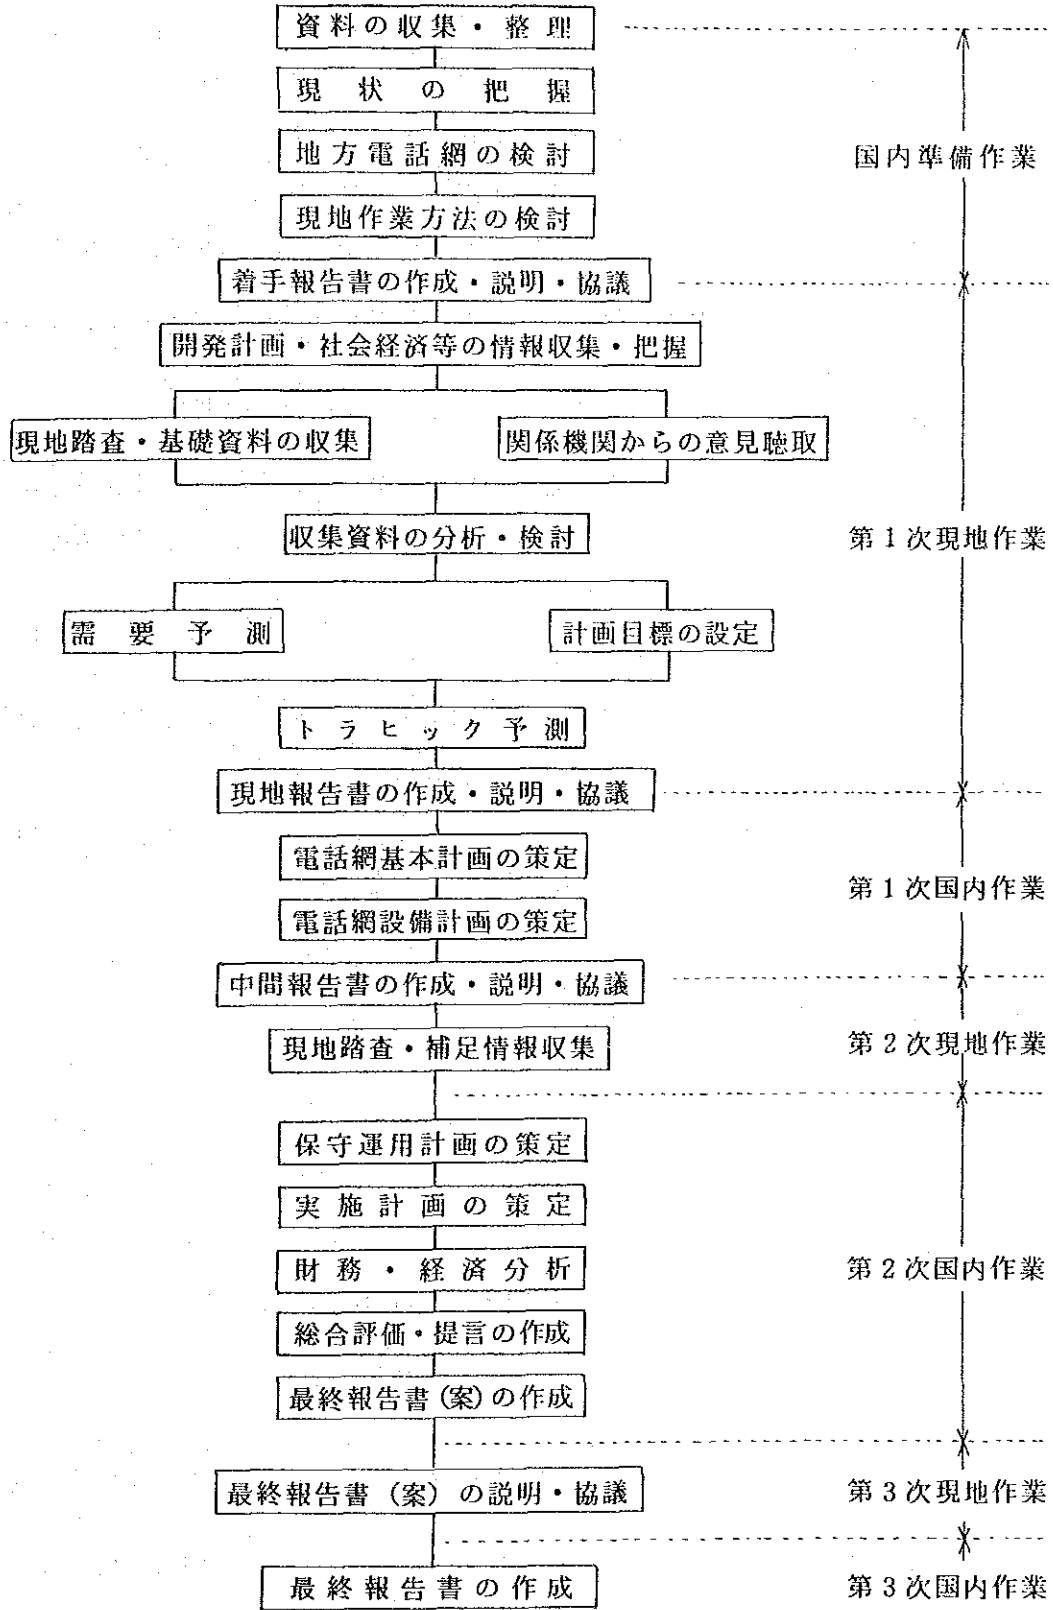 資料の収集・整理
現状の把握
地方電話網の検討
国内準備作業
現地作業方法の検討
着手報告書の作成・説明・協議
開発計画・社会経済等の情報収集・把握
現地踏査・基礎資料の収集
関係機関からの意見聴取
収集資料の分析・検討
第1次現地作業
需要予測
計画目標の設定
トラヒック予測
現地報告書の作成・説明・協議
電話網基本計画の策定
第1次国内作業
電話網設備計画の策定
中間報告書の作成・説明・協議
現地踏査・補足情報収集
第2次現地作業
保守運用計画の策定
実施計画の策定
財務・経済分析
第2次国内作業
総合評価・提言の作成
最終報告書(案)の作成
最終報告書(案)の説明・協議
第3次現地作業
最終報告書の作成
第3次国内作業